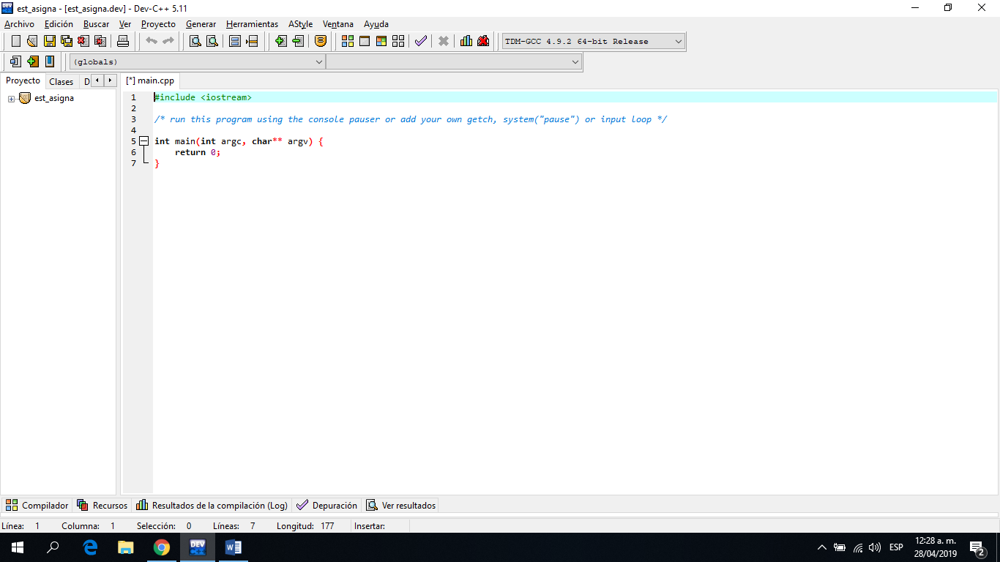 est_asigna - [est_asigna.dev] - Dev-C++ 5.11
Archivo Edición Buscar Ver Proyecto Generar Herramientas AStyle Ventana Ayuda
TDM-GCC 4.9.2 64-bit Release
(globals)
Proyecto Clases D [*] main.cpp
est_asigna
1 #include <iostream>
2
3 /* run this program using the console pauser or add your own getch, system("pause") or input loop */
4
5 int main(int argc, char** argv) {
6 return 0;
7 }
Compilador Recursos Resultados de la compilación (Log) Depuración Ver resultados
Línea: 1 Columna: 1 Selección: 0 Líneas: 7 Longitud: 177 Insertar:
DEV ESP 12:28 a. m.
28/04/2019 2